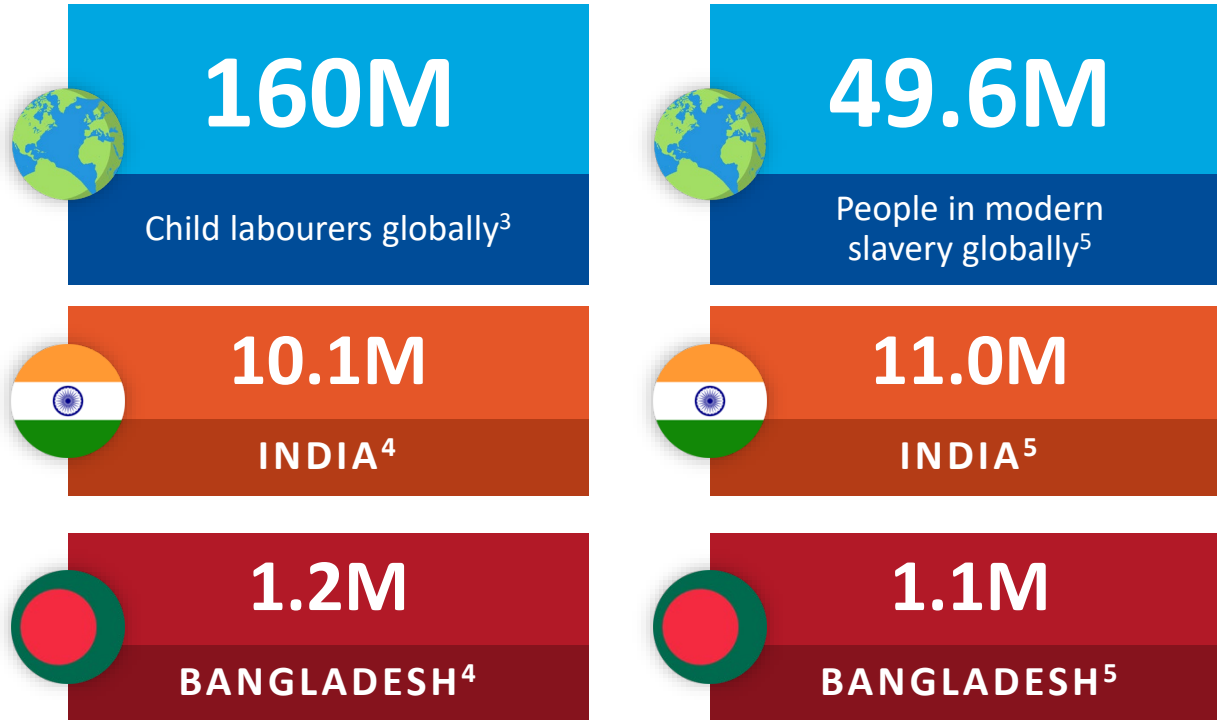 160M
Child labourers globally³
10.1M
INDIA⁴
1.2M
BANGLADESH⁴
49.6M
People in modern
slavery globally⁵
11.0M
INDIA⁵
1.1M
BANGLADESH⁵